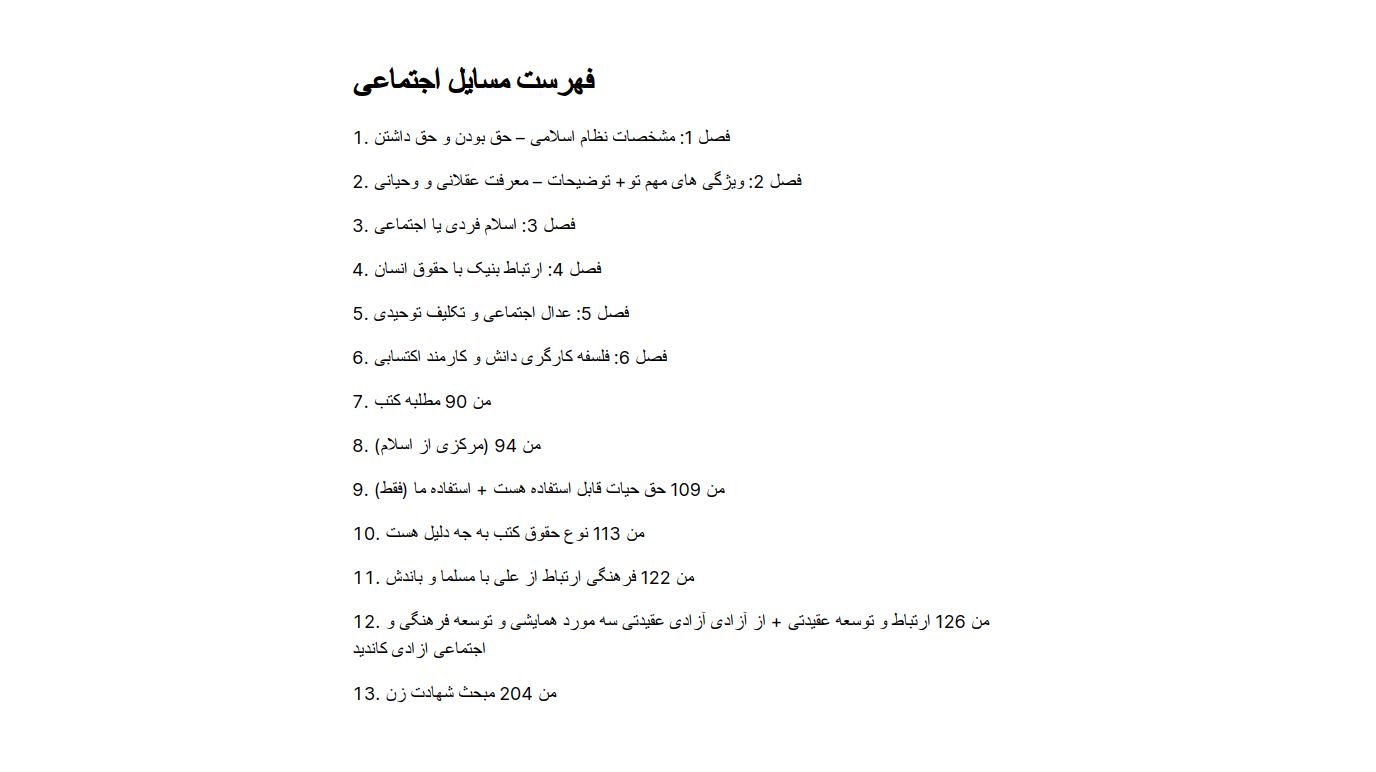 فهرست مسایل اجتماعی
1. فصل 1: مشخصات نظام اسلامی – حق بودن و حق داشتن
2. فصل 2: ویژگی های مهم تو + توضیحات – معرفت عقلانی و وحیانی
3. فصل 3: اسلام فردی یا اجتماعی
4. فصل 4: ارتباط بنیک با حقوق انسان
5. فصل 5: عدال اجتماعی و تکلیف توحیدی
6. فصل 6: فلسفه کارگری دانش و کارمند اکتسابی
7. من 90 مطلبه کتب
8. من 94 (مرکزی از اسلام)
9. من 109 حق حیات قابل استفاده هست + استفاده ما (فقط)
10. من 113 نوع حقوق کتب به جه دلیل هست
11. من 122 فرهنگی ارتباط از علی با مسلما و باندش
12. من 126 ارتباط و توسعه عقیدتی + از آزادی آزادی عقیدتی سه مورد همایشی و توسعه فرهنگی و
اجتماعی ازادی کاندید
13. من 204 مبحث شهادت زن